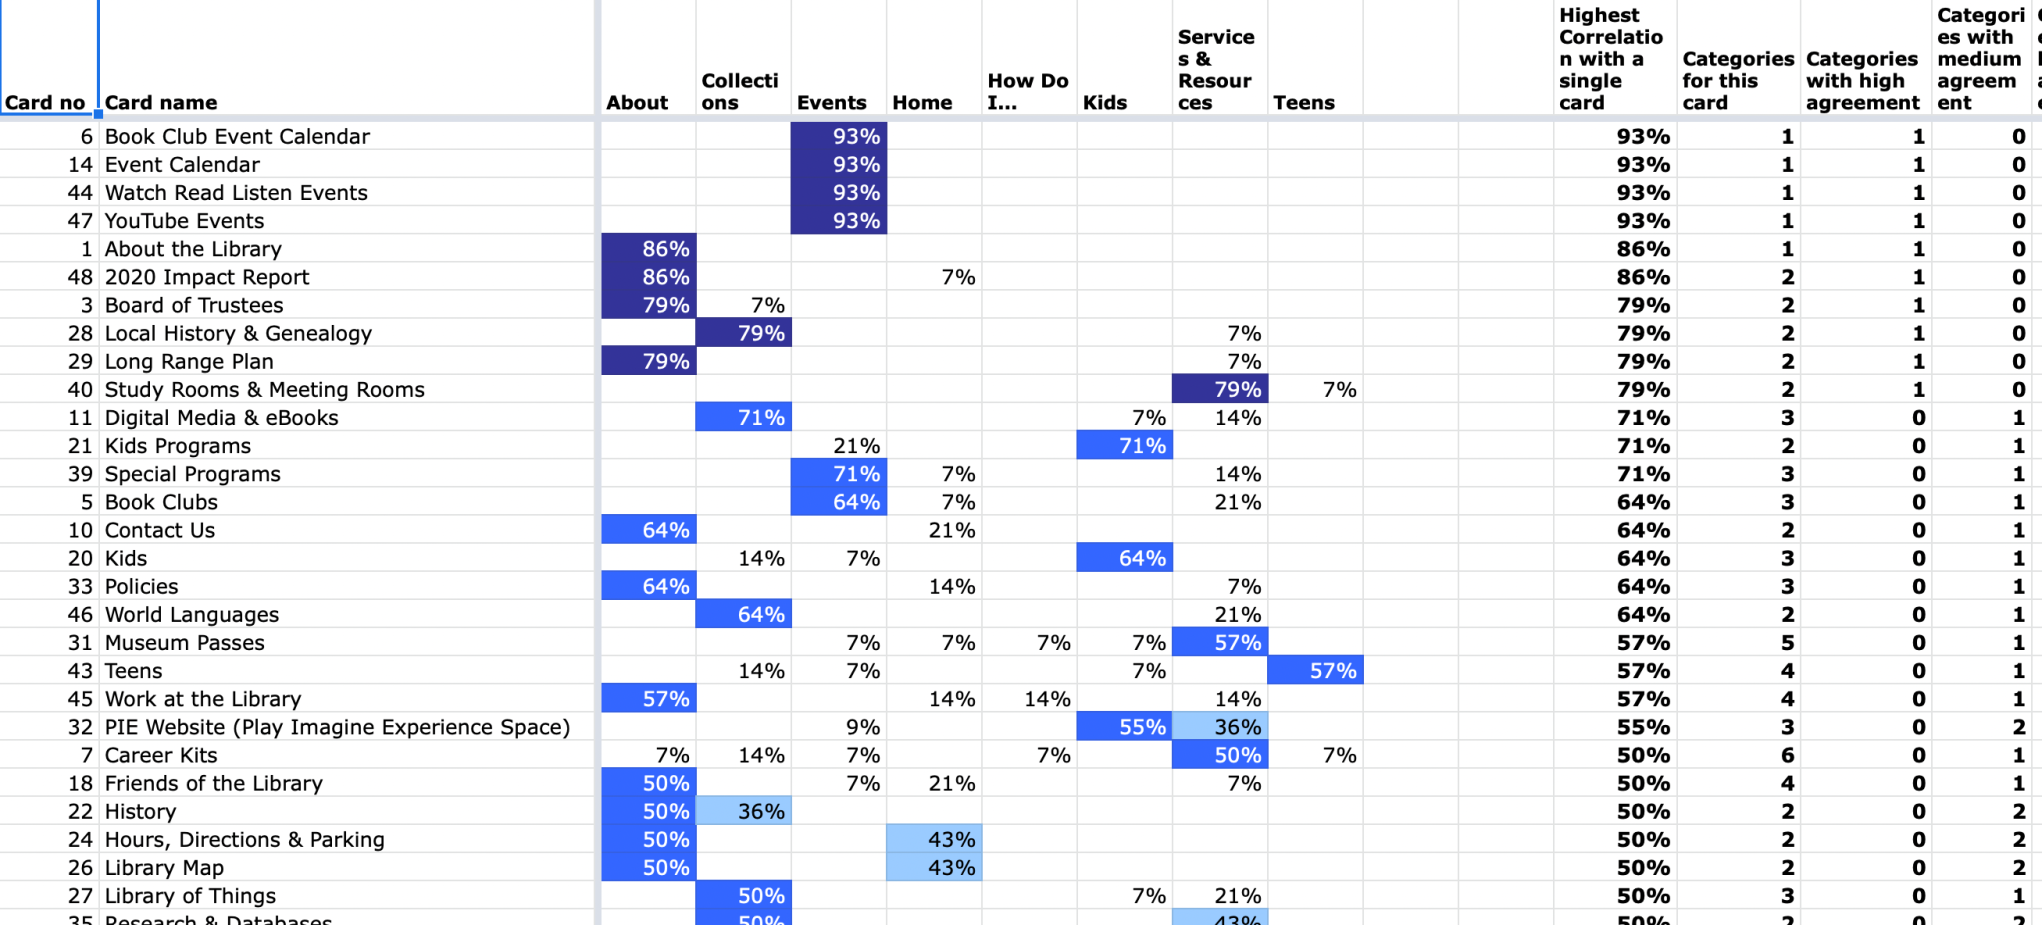 Card no Card name About Collecti ons Events Home How Do I... Kids Service s & Resour ces Teens Highest Correlatio n with a single card Categories for this card Categories with high agreement Categori es with medium agreem ent
6 Book Club Event Calendar 93% 93% 1 1 0
14 Event Calendar 93% 93% 1 1 0
44 Watch Read Listen Events 93% 93% 1 1 0
47 YouTube Events 93% 93% 1 1 0
1 About the Library 86% 86% 1 1 0
48 2020 Impact Report 86% 7% 86% 2 1 0
3 Board of Trustees 79% 7% 79% 2 1 0
28 Local History & Genealogy 79% 7% 79% 2 1 0
29 Long Range Plan 79% 7% 79% 2 1 0
40 Study Rooms & Meeting Rooms 79% 7% 79% 2 1 0
11 Digital Media & eBooks 71% 7% 14% 71% 3 0 1
21 Kids Programs 21% 71% 71% 2 0 1
39 Special Programs 71% 7% 14% 71% 3 0 1
5 Book Clubs 64% 7% 21% 64% 3 0 1
10 Contact Us 64% 21% 64% 2 0 1
20 Kids 14% 7% 64% 64% 3 0 1
33 Policies 64% 14% 7% 64% 3 0 1
46 World Languages 64% 21% 64% 2 0 1
31 Museum Passes 7% 7% 7% 7% 57% 57% 5 0 1
43 Teens 14% 7% 7% 57% 57% 4 0 1
45 Work at the Library 57% 14% 14% 14% 57% 4 0 1
32 PIE Website (Play Imagine Experience Space) 9% 55% 36% 55% 3 0 2
7 Career Kits 7% 14% 7% 7% 50% 7% 50% 6 0 1
18 Friends of the Library 50% 7% 21% 7% 50% 4 0 1
22 History 50% 36% 50% 2 0 2
24 Hours, Directions & Parking 50% 43% 50% 2 0 2
26 Library Map 50% 43% 50% 2 0 2
27 Library of Things 50% 7% 21% 50% 3 0 1
35 Research & Databases 50% 43% 50% 2 0 2